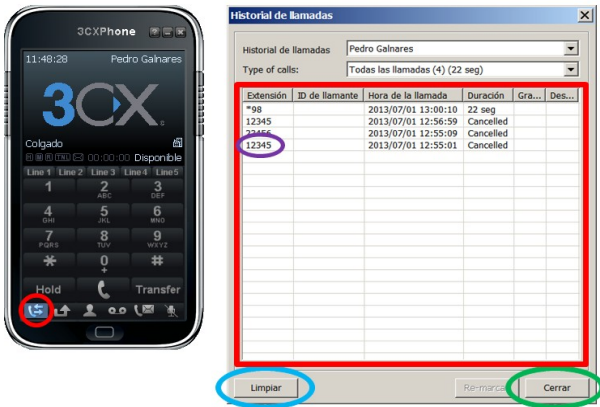 3CXPhone
11:48:28 Pedro Galnares
3CX
Colgado
00:00:00 Disponible
Line 1 Line 2 Line 3 Line 4 Line5
1 2 3
ABC DEF
4 5 6
GHI JKL MNO
7 8 9
PQRS TUV WXYZ
* 0 #
+
Hold Transfer
Historial de llamadas
Historial de llamadas Pedro Galnares
Type of calls: Todas las llamadas (4) (22 seg)
Extensión ID de llamante Hora de la llamada Duración Gra... Des...
*98 2013/07/01 13:00:10 22 seg
12345 2013/07/01 12:56:59 Cancelled
22456 2013/07/01 12:55:09 Cancelled
12345 2013/07/01 12:55:01 Cancelled
Limpiar Cerrar